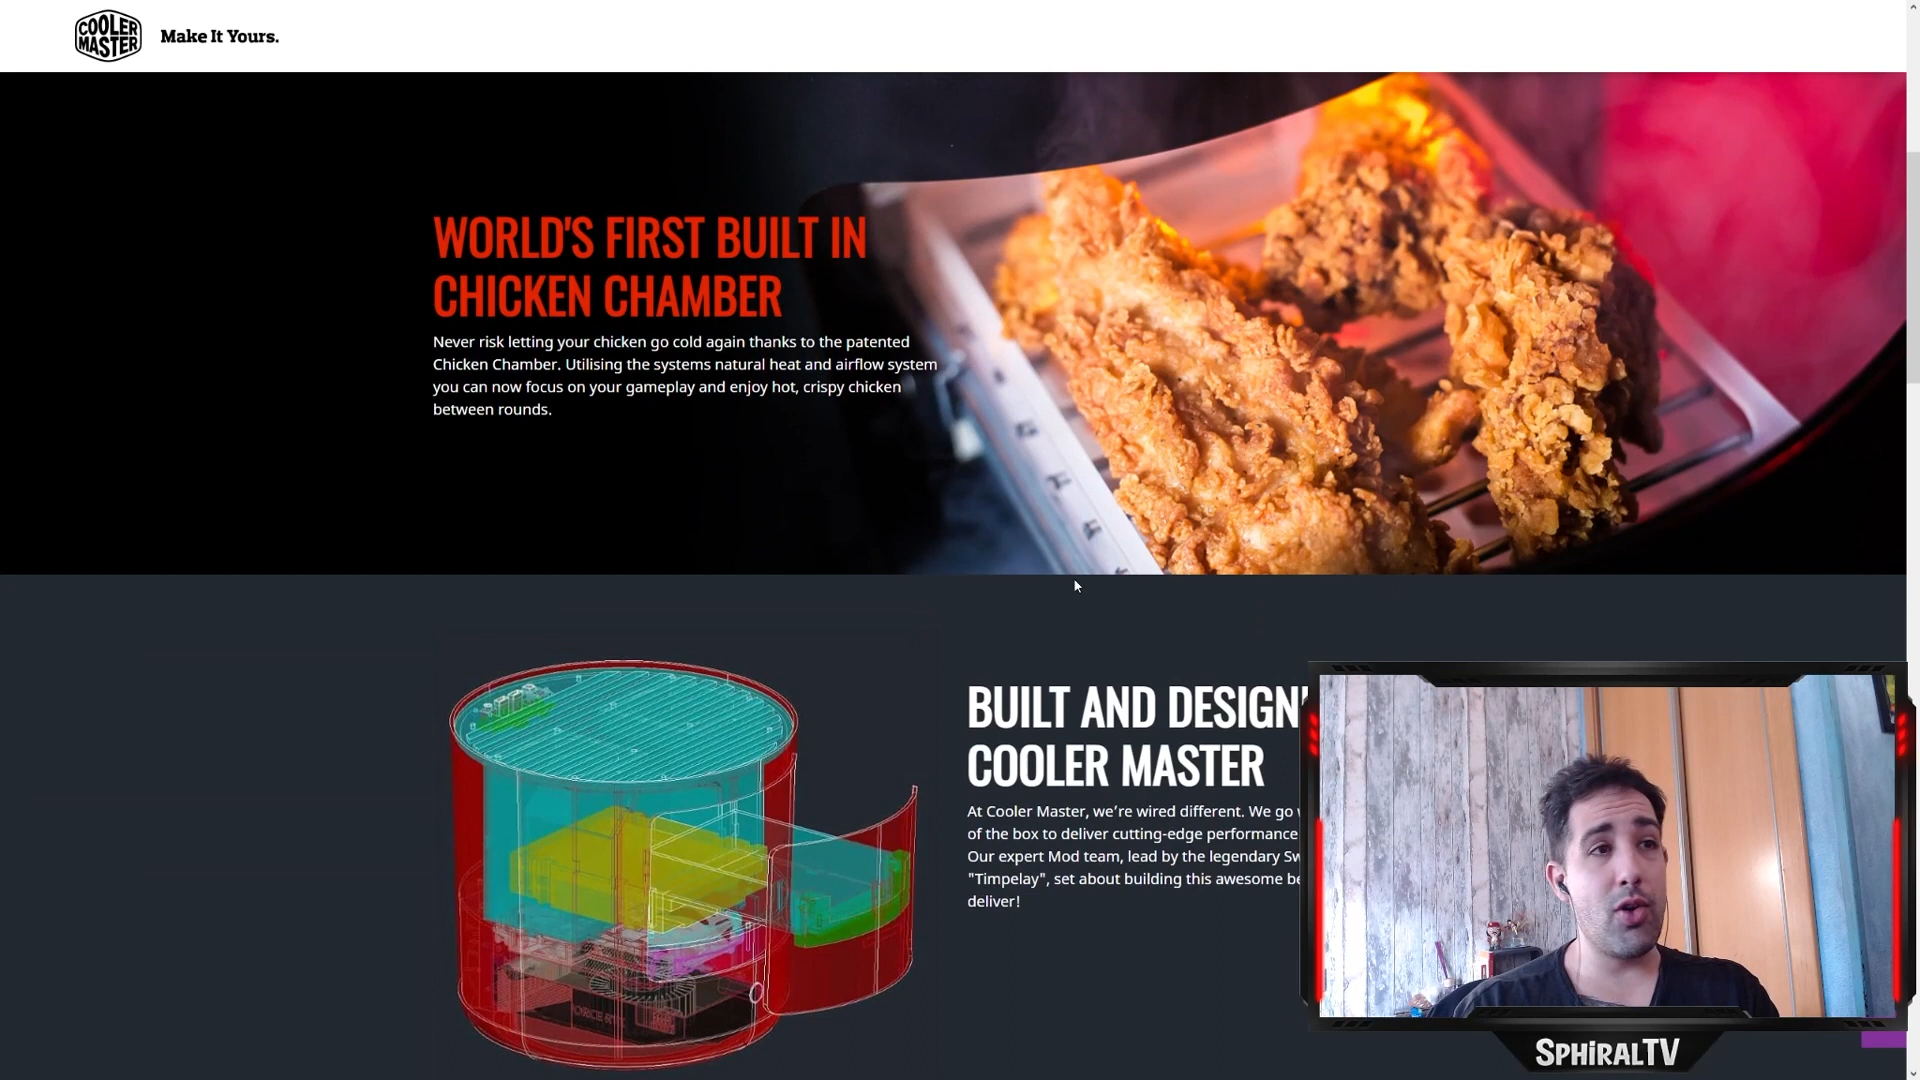 COOLER
MASTER
Make It Yours.
WORLD'S FIRST BUILT IN
CHICKEN CHAMBER
Never risk letting your chicken go cold again thanks to the patented
Chicken Chamber. Utilising the systems natural heat and airflow system
you can now focus on your gameplay and enjoy hot, crispy chicken
between rounds.
BUILT AND DESIGN
COOLER MASTER
At Cooler Master, we’re wired different. We go
of the box to deliver cutting-edge performance
Our expert Mod team, lead by the legendary
"Timpelay", set about building this awesome
deliver!
SPHiRALTV